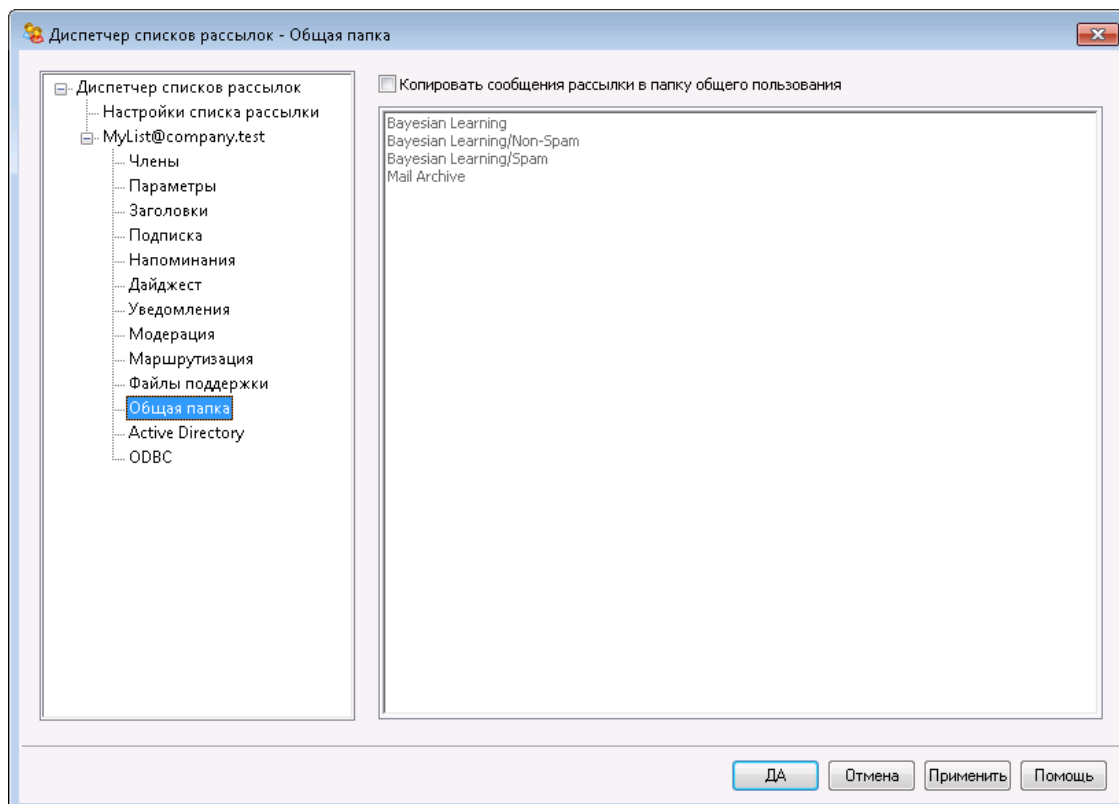 Диспетчер списков рассылок - Общая папка
Диспетчер списков рассылок
Настройки списка рассылки
MyList@company.test
Члены
Параметры
Заголовки
Подписка
Напоминания
Дайджест
Уведомления
Модерация
Маршрутизация
Файлы поддержки
Общая папка
Active Directory
ODBC
Копировать сообщения рассылки в папку общего пользования
Bayesian Learning
Bayesian Learning/Non-Spam
Bayesian Learning/Spam
Mail Archive
ДА
Отмена
Применить
Помощь